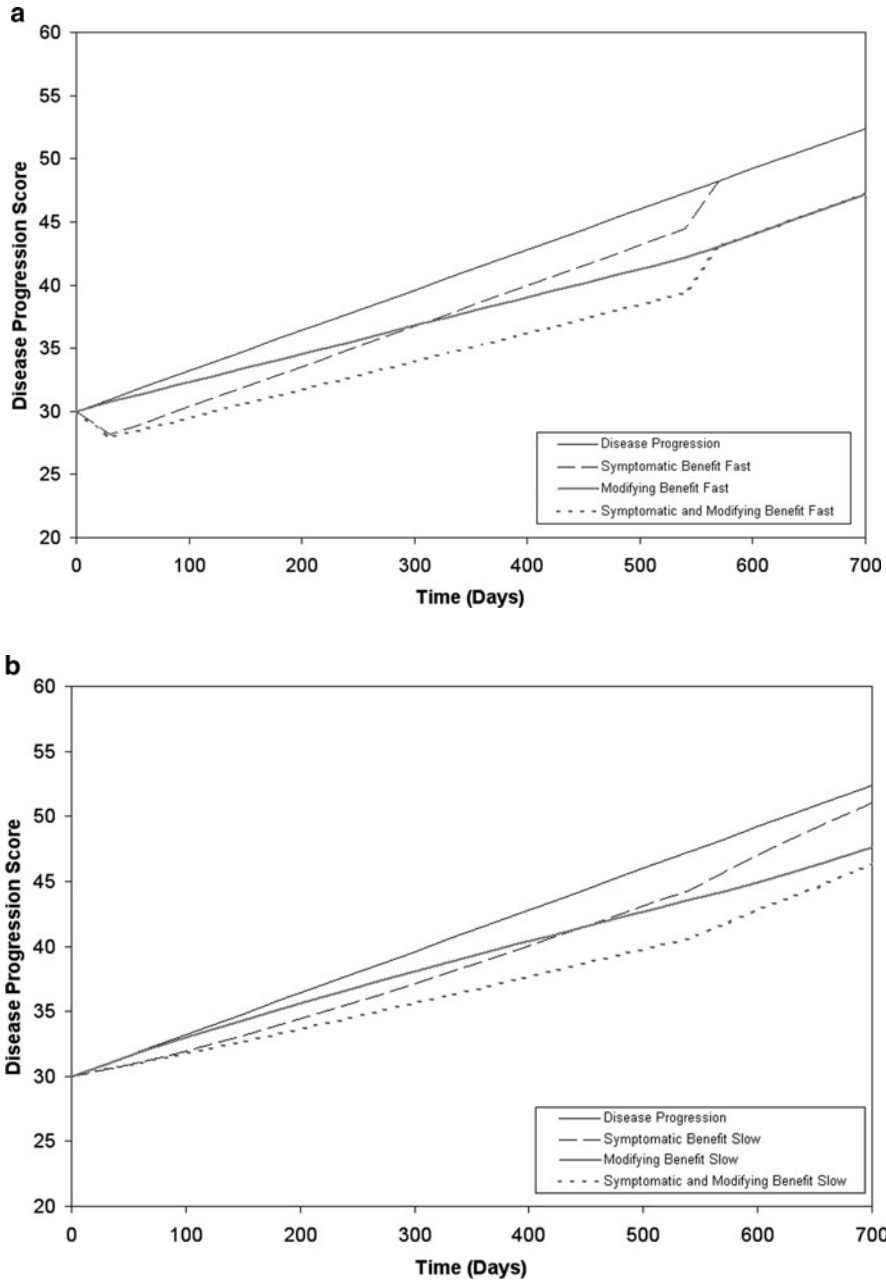 a
60
55
50
45
40
35
30
25
20
Disease Progression Score
Disease Progression
Symptomatic Benefit Fast
Modifying Benefit Fast
Symptomatic and Modifying Benefit Fast
0 100 200 300 400 500 600 700
Time (Days)
b
60
55
50
45
40
35
30
25
20
Disease Progression Score
Disease Progression
Symptomatic Benefit Slow
Modifying Benefit Slow
Symptomatic and Modifying Benefit Slow
0 100 200 300 400 500 600 700
Time (Days)